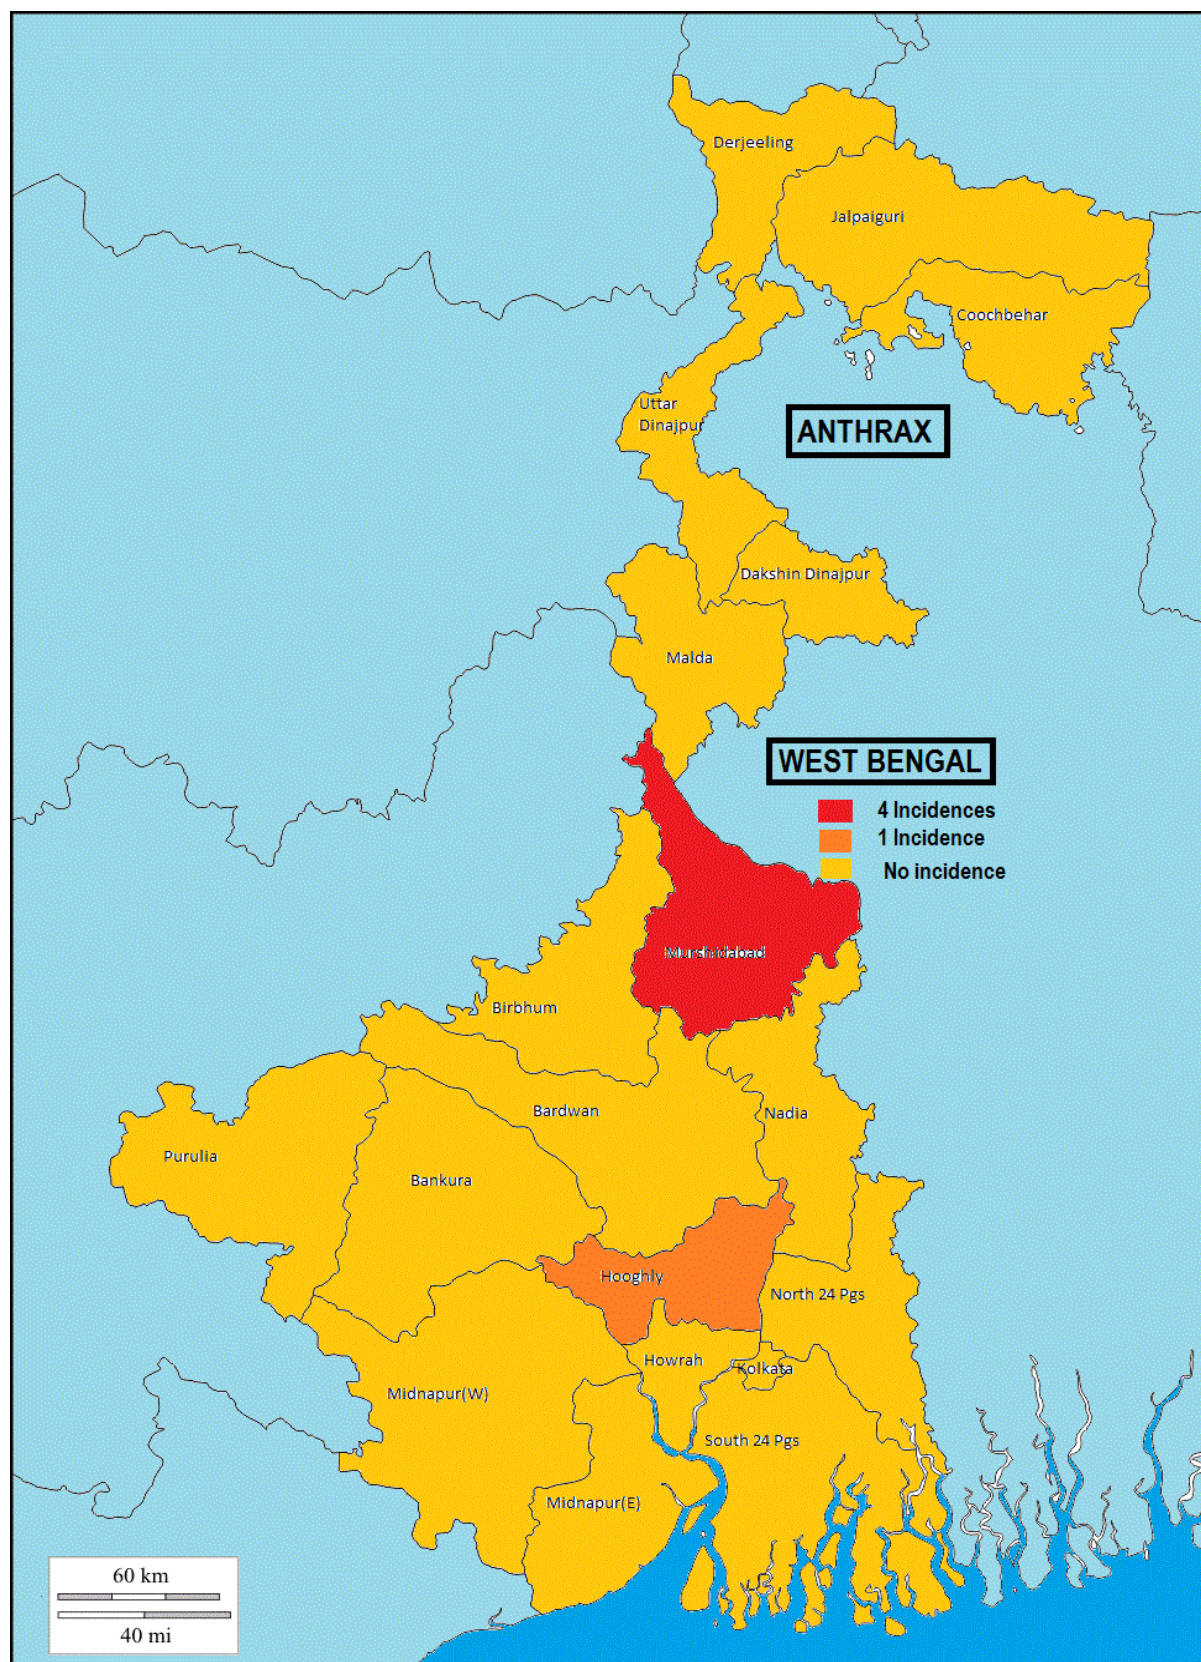 Derjeeling
Jalpaiguri
Coochbehar
Uttar
Dinajpur
ANTHRAX
Dakshin Dinajpur
Malda
WEST BENGAL
4 Incidences
1 Incidence
No incidence
Murshidabad
Birbhum
Bardwan
Nadia
Purulia
Bankura
Hooghly
North 24 Pgs
Howrah
Kolkata
Midnapur(W)
South 24 Pgs
Midnapur(E)
60 km
40 mi